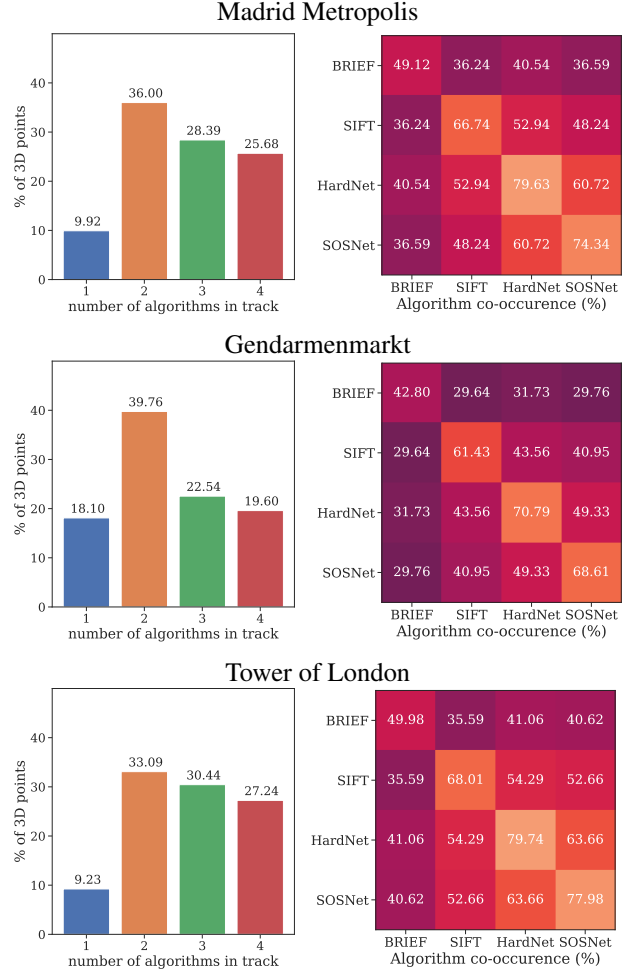 Madrid Metropolis
% of 3D points
40
30
20
10
0
9.92
36.00
28.39
25.68
1 2 3 4
number of algorithms in track
BRIEF 49.12 36.24 40.54 36.59
SIFT 36.24 66.74 52.94 48.24
HardNet 40.54 52.94 79.63 60.72
SOSNet 36.59 48.24 60.72 74.34
BRIEF SIFT HardNet SOSNet
Algorithm co-occurence (%)
Gendarmenmarkt
% of 3D points
40
30
20
10
0
18.10
39.76
22.54
19.60
1 2 3 4
number of algorithms in track
BRIEF 42.80 29.64 31.73 29.76
SIFT 29.64 61.43 43.56 40.95
HardNet 31.73 43.56 70.79 49.33
SOSNet 29.76 40.95 49.33 68.61
BRIEF SIFT HardNet SOSNet
Algorithm co-occurence (%)
Tower of London
% of 3D points
40
30
20
10
0
9.23
33.09
30.44
27.24
1 2 3 4
number of algorithms in track
BRIEF 49.98 35.59 41.06 40.62
SIFT 35.59 68.01 54.29 52.66
HardNet 41.06 54.29 79.74 63.66
SOSNet 40.62 52.66 63.66 77.98
BRIEF SIFT HardNet SOSNet
Algorithm co-occurence (%)